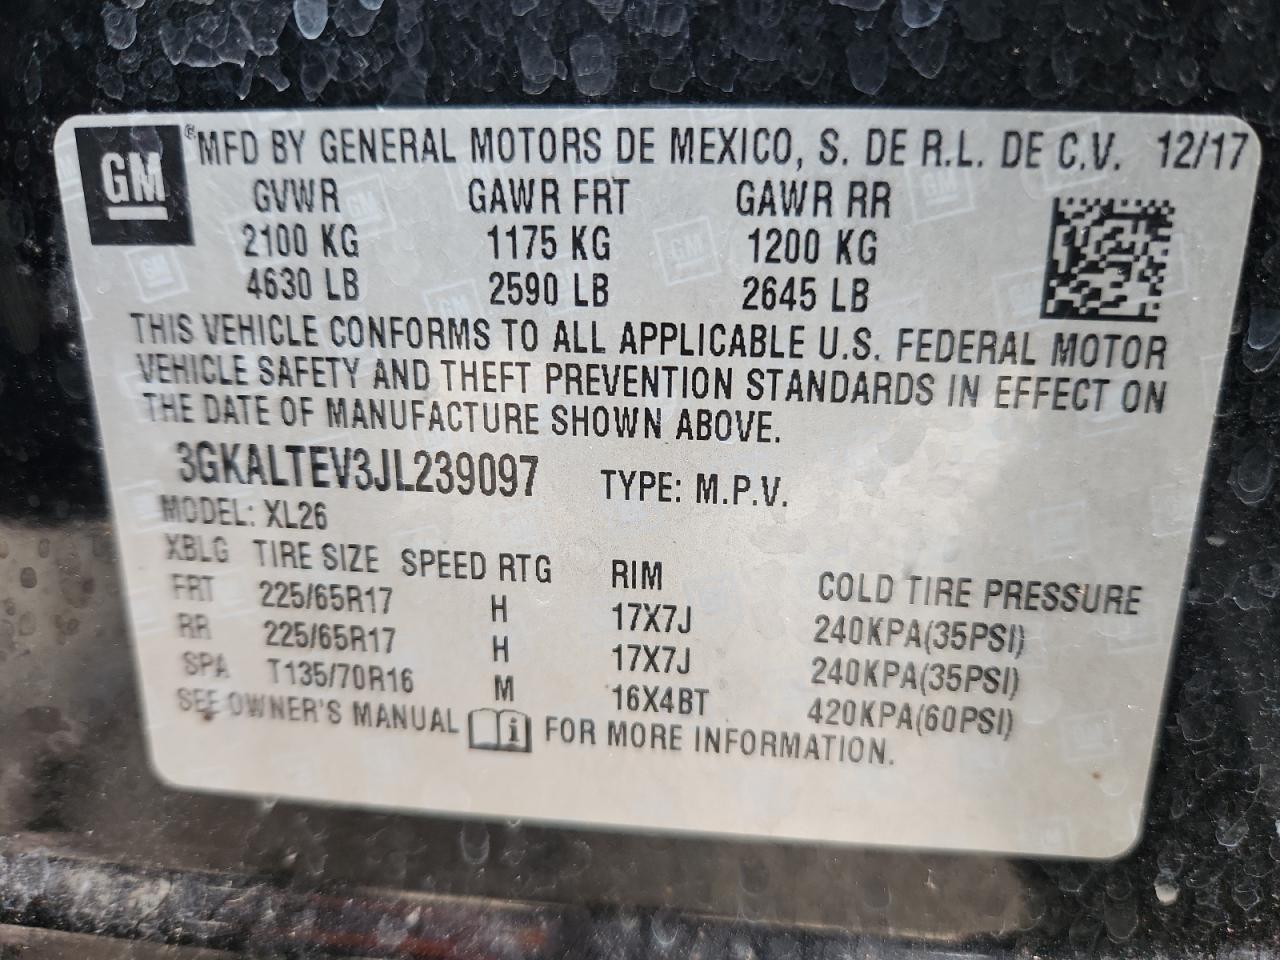 GM ® MFD BY GENERAL MOTORS DE MEXICO, S. DE R.L. DE C.V. 12/17
GVWR GAWR FRT GAWR RR
2100 KG 1175 KG 1200 KG
4630 LB 2590 LB 2645 LB
THIS VEHICLE CONFORMS TO ALL APPLICABLE U.S. FEDERAL MOTOR
VEHICLE SAFETY AND THEFT PREVENTION STANDARDS IN EFFECT ON
THE DATE OF MANUFACTURE SHOWN ABOVE.
3GKALTEV3JL239097 TYPE: M.P.V.
MODEL: XL26
XBLG TIRE SIZE SPEED RTG RIM COLD TIRE PRESSURE
FRT 225/65R17 H 17X7J 240KPA(35PSI)
RR 225/65R17 H 17X7J 240KPA(35PSI)
SPA T135/70R16 M 16X4BT 420KPA(60PSI)
SEE OWNER'S MANUAL i FOR MORE INFORMATION.